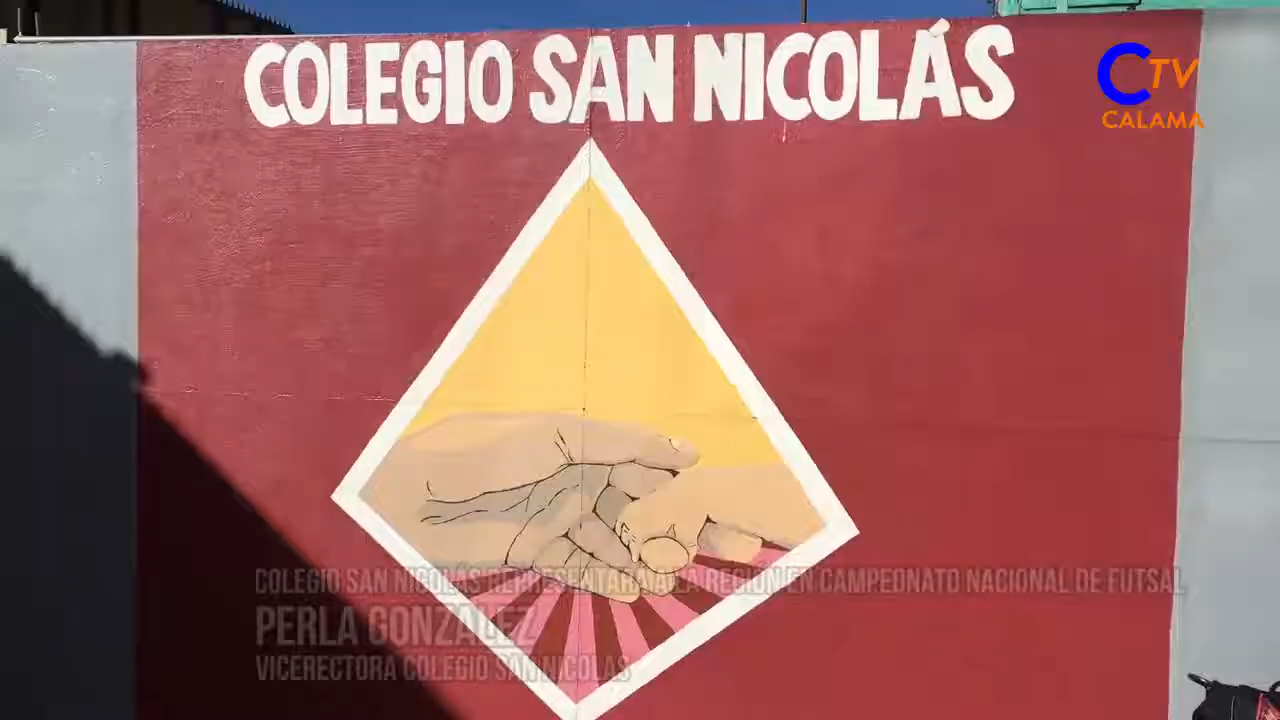 COLEGIO SAN NICOLÁS
CTV
CALAMA
COLEGIO SAN NICOLÁS REPRESENTARÁ A LA REGIÓN EN CAMPEONATO NACIONAL DE FUTSAL
PERLA GONZÁLEZ
VICERECTORA COLEGIO SAN NICOLÁS